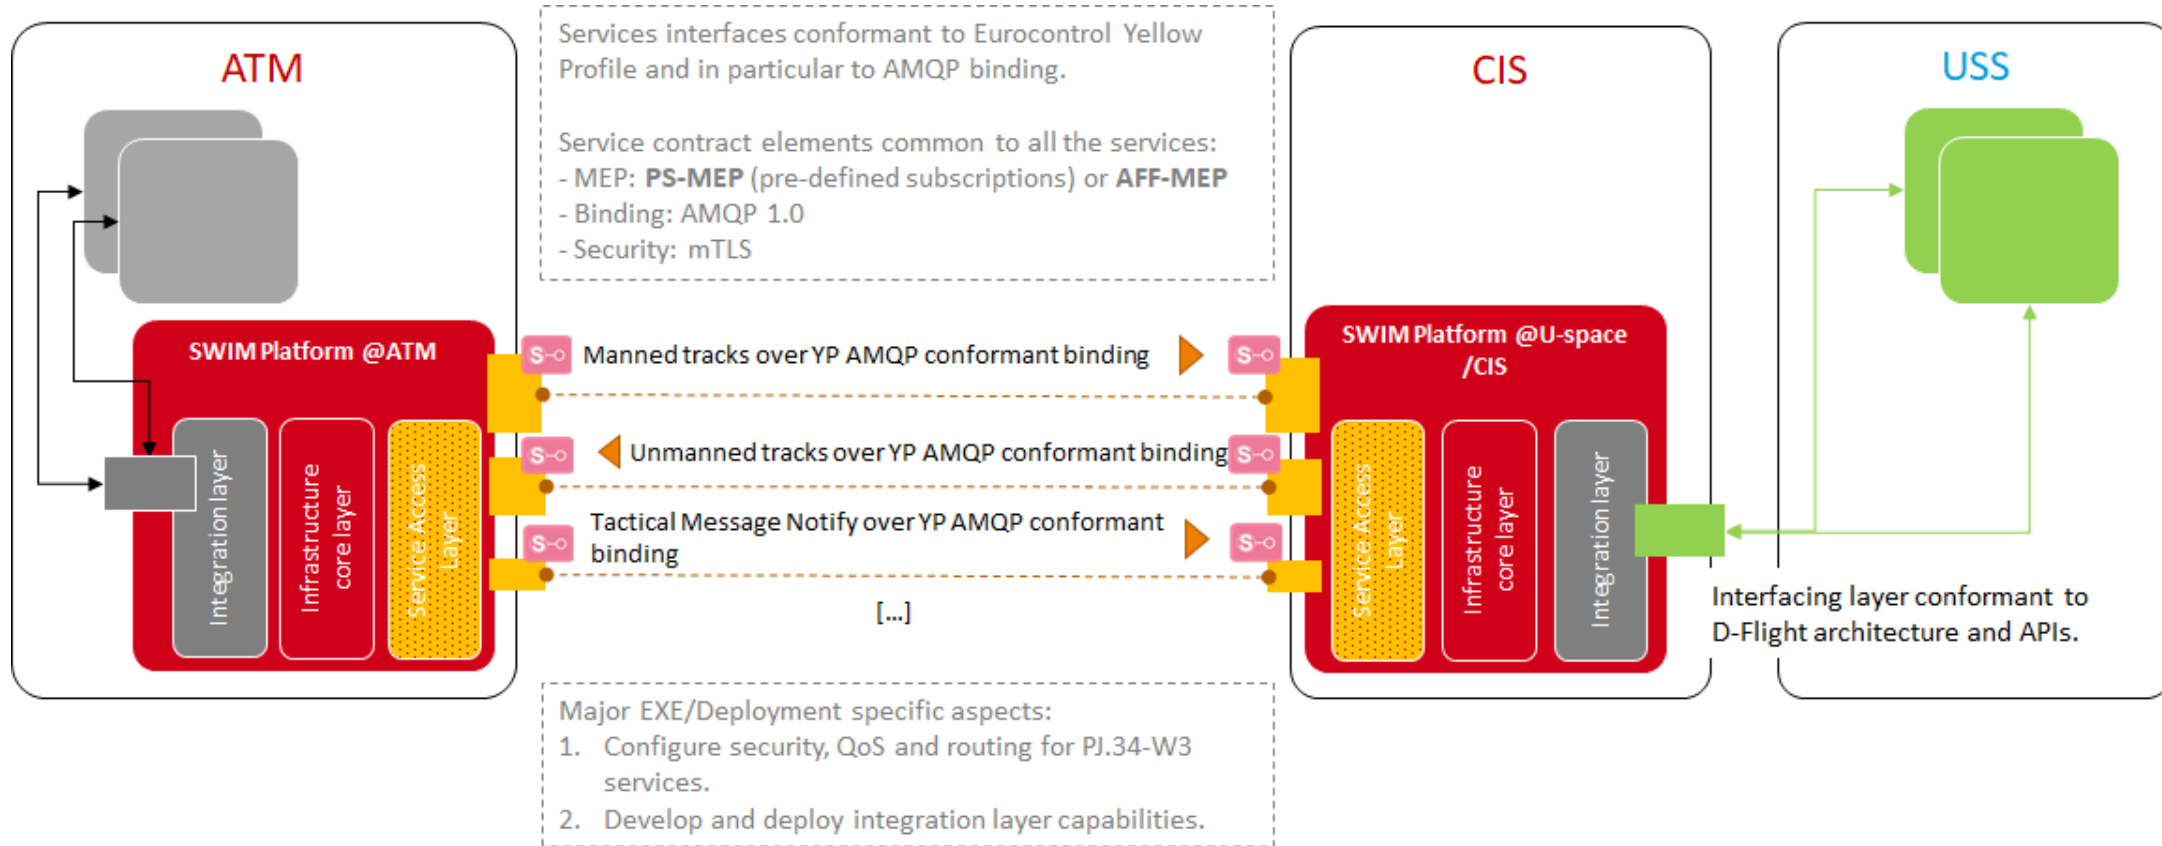 ATM
Services interfaces conformant to Eurocontrol Yellow
Profile and in particular to AMQP binding.
Service contract elements common to all the services:
- MEP: PS-MEP (pre-defined subscriptions) or AFF-MEP
- Binding: AMQP 1.0
- Security: mTLS
CIS
USS
SWIM Platform @ATM
Integration layer
Infrastructure
core layer
Service Access
Layer
S
Manned tracks over YP AMQP conformant binding
S
S
Unmanned tracks over YP AMQP conformant binding
S
S
Tactical Message Notify over YP AMQP conformant
binding
S
[...]
SWIM Platform @U-space
/CIS
Service Access
Layer
Infrastructure
core layer
Integration layer
Interfacing layer conformant to
D-Flight architecture and APIs.
Major EXE/Deployment specific aspects:
1. Configure security, QoS and routing for PJ.34-W3
services.
2. Develop and deploy integration layer capabilities.